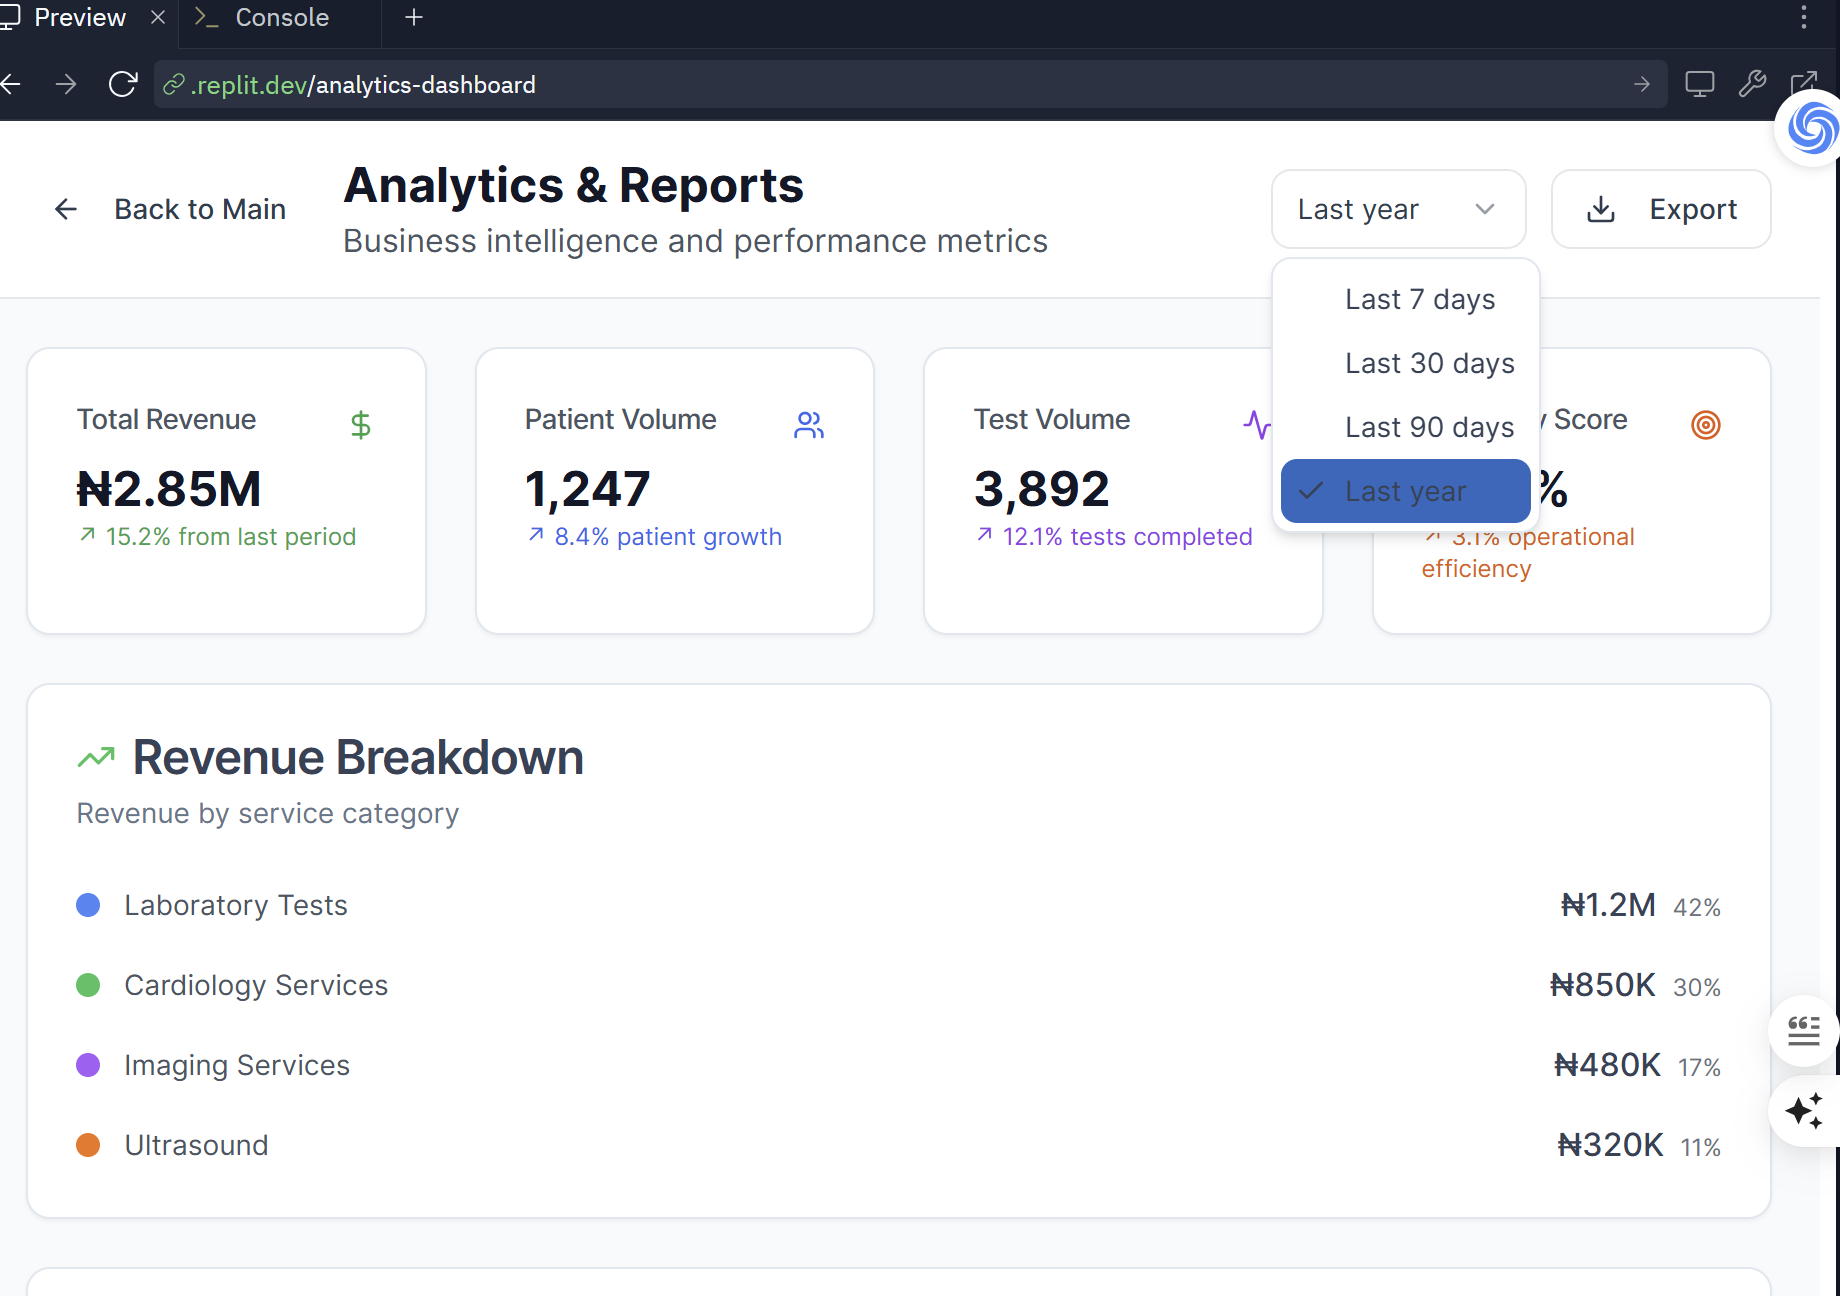 Preview
Console
.replit.dev/analytics-dashboard
Back to Main
Analytics & Reports
Business intelligence and performance metrics
Last year
Export
Last 7 days
Last 30 days
Last 90 days
Last year
Total Revenue
₦2.85M
15.2% from last period
Patient Volume
1,247
8.4% patient growth
Test Volume
3,892
12.1% tests completed
Score
%
3.1% operational
efficiency
Revenue Breakdown
Revenue by service category
Laboratory Tests ₦1.2M 42%
Cardiology Services ₦850K 30%
Imaging Services ₦480K 17%
Ultrasound ₦320K 11%